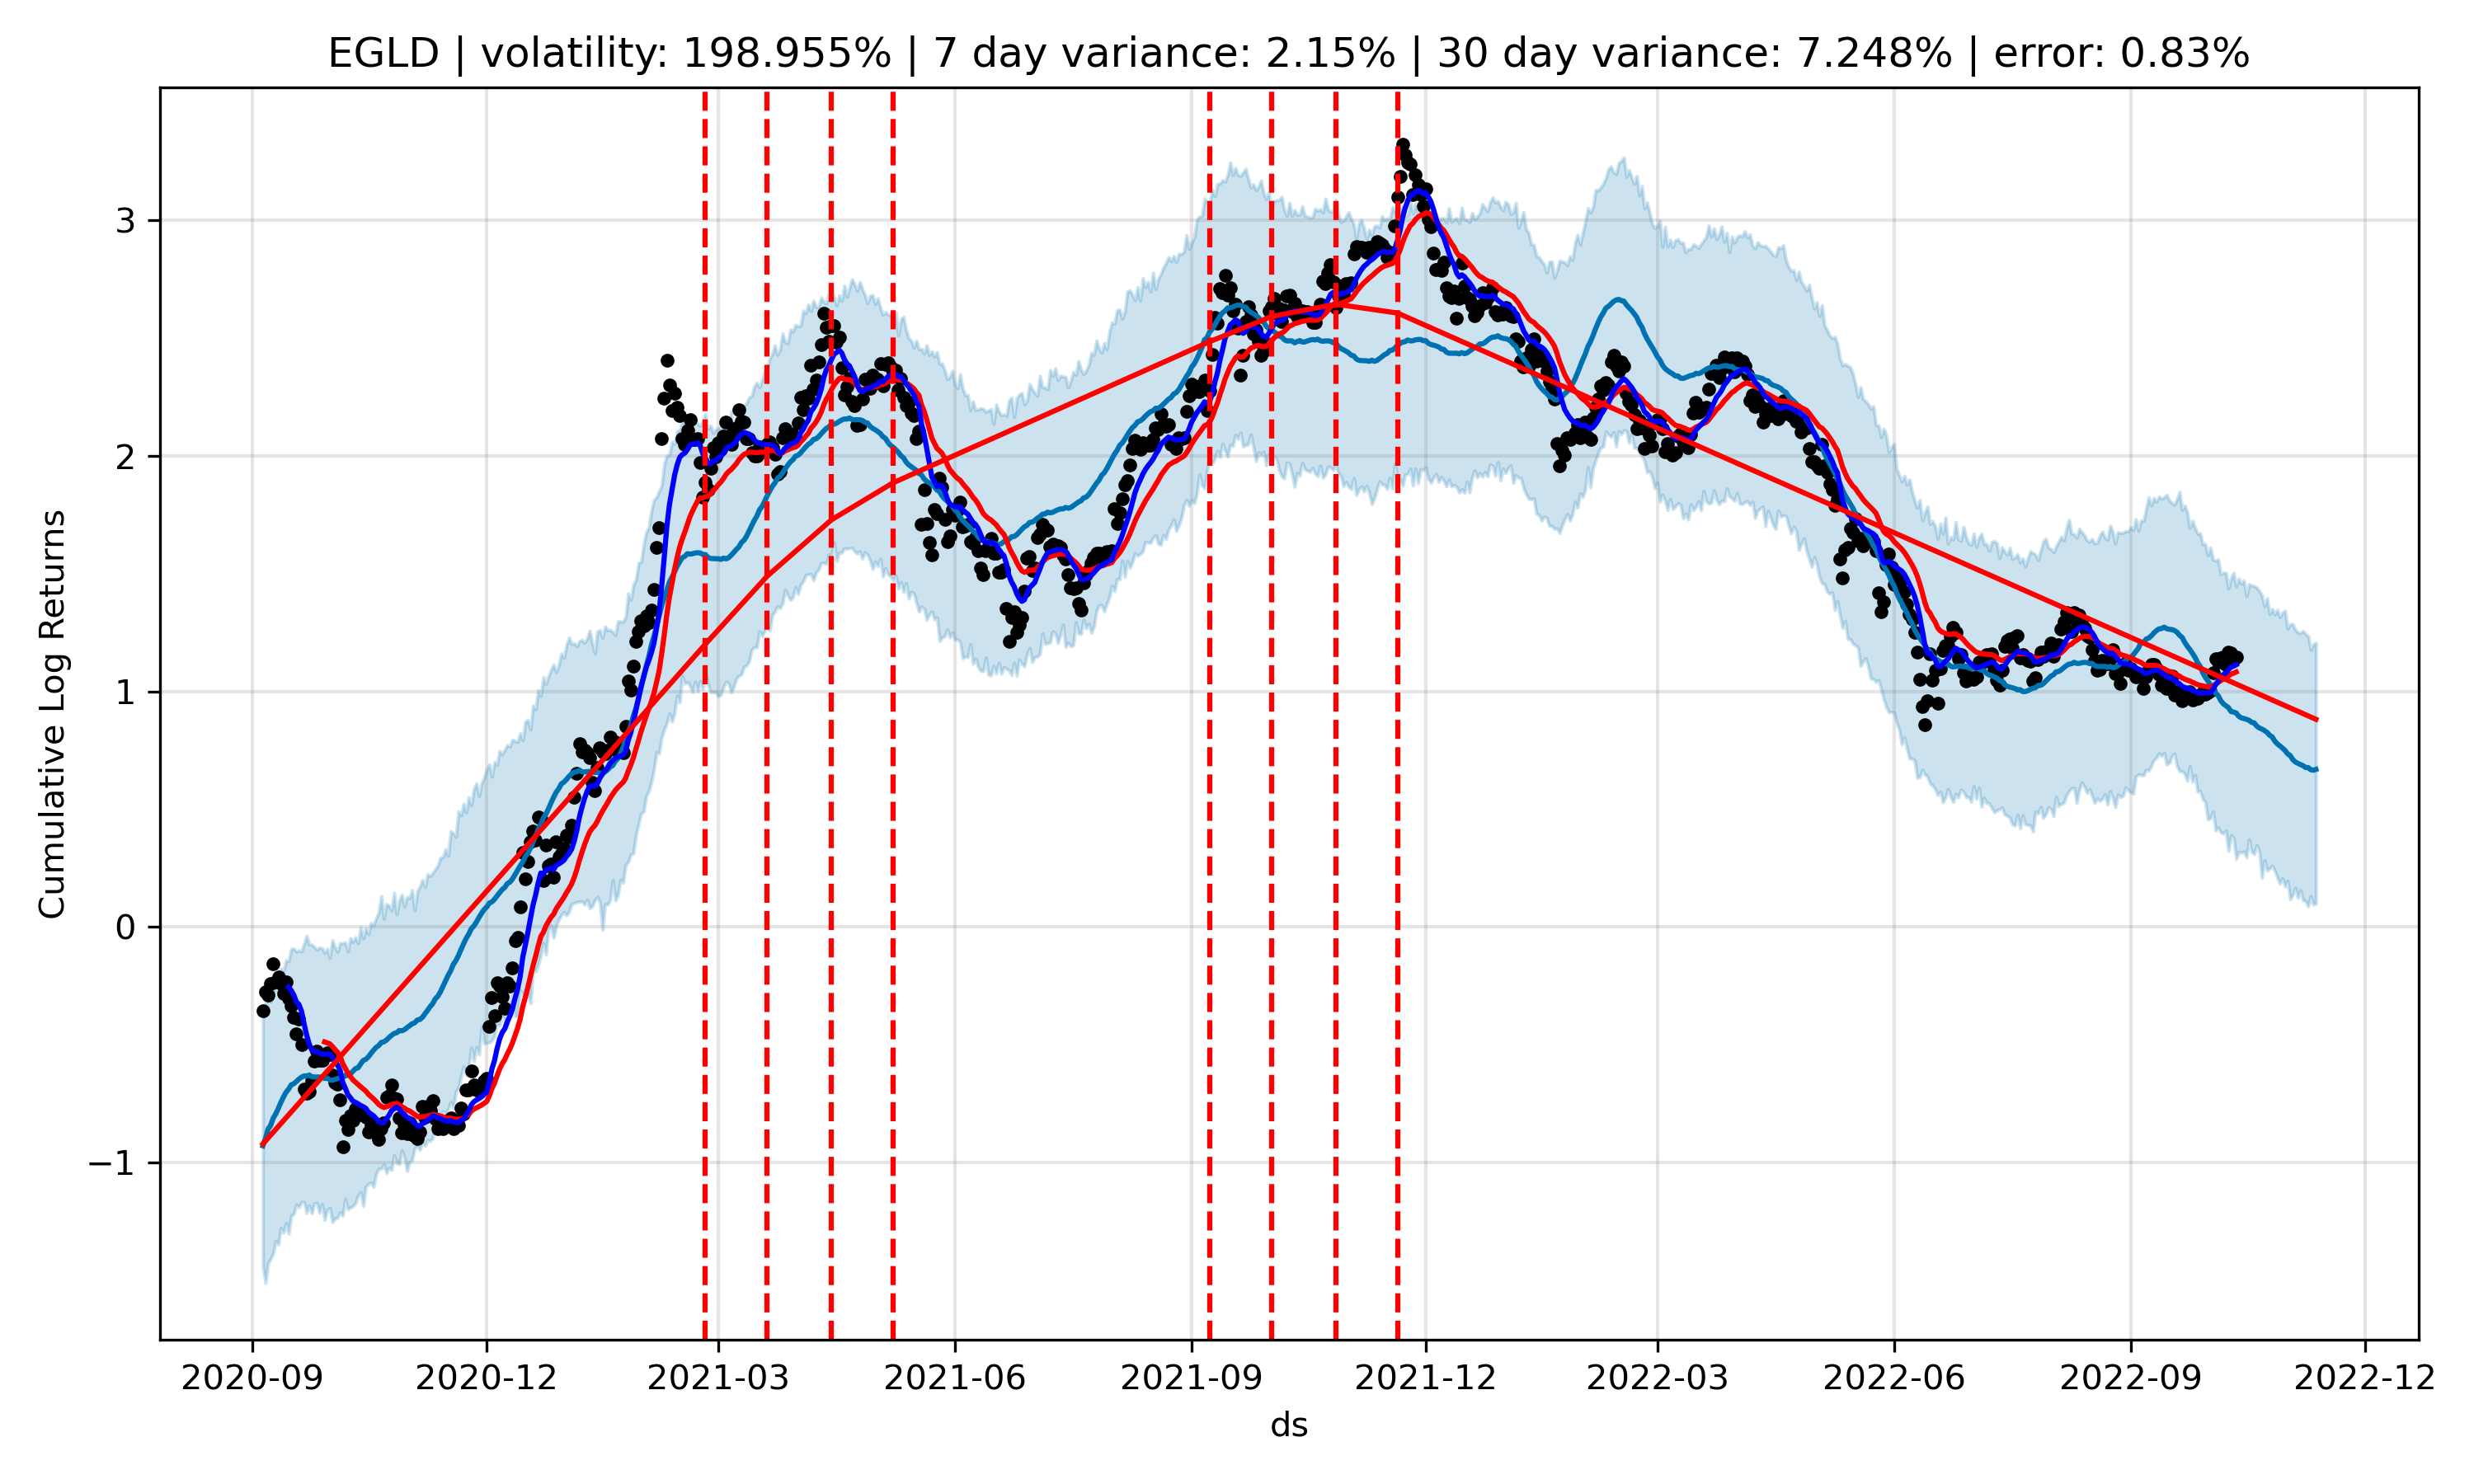 EGLD | volatility: 198.955% | 7 day variance: 2.15% | 30 day variance: 7.248% | error: 0.83%
Cumulative Log Returns
3
2
1
0
−1
2020-09 2020-12 2021-03 2021-06 2021-09 2021-12 2022-03 2022-06 2022-09 2022-12
ds